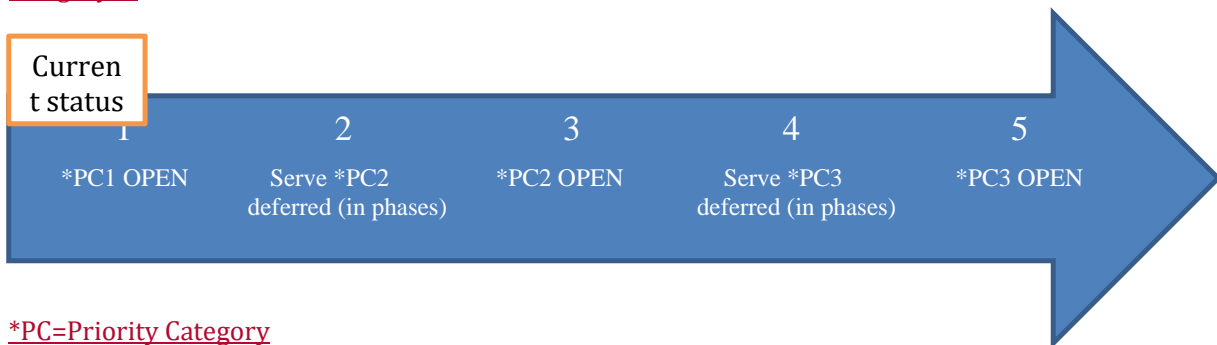 Curren
t status
1 2 3 4 5
*PC1 OPEN Serve *PC2 *PC2 OPEN Serve *PC3 *PC3 OPEN
deferred (in phases) deferred (in phases)
*PC=Priority Category